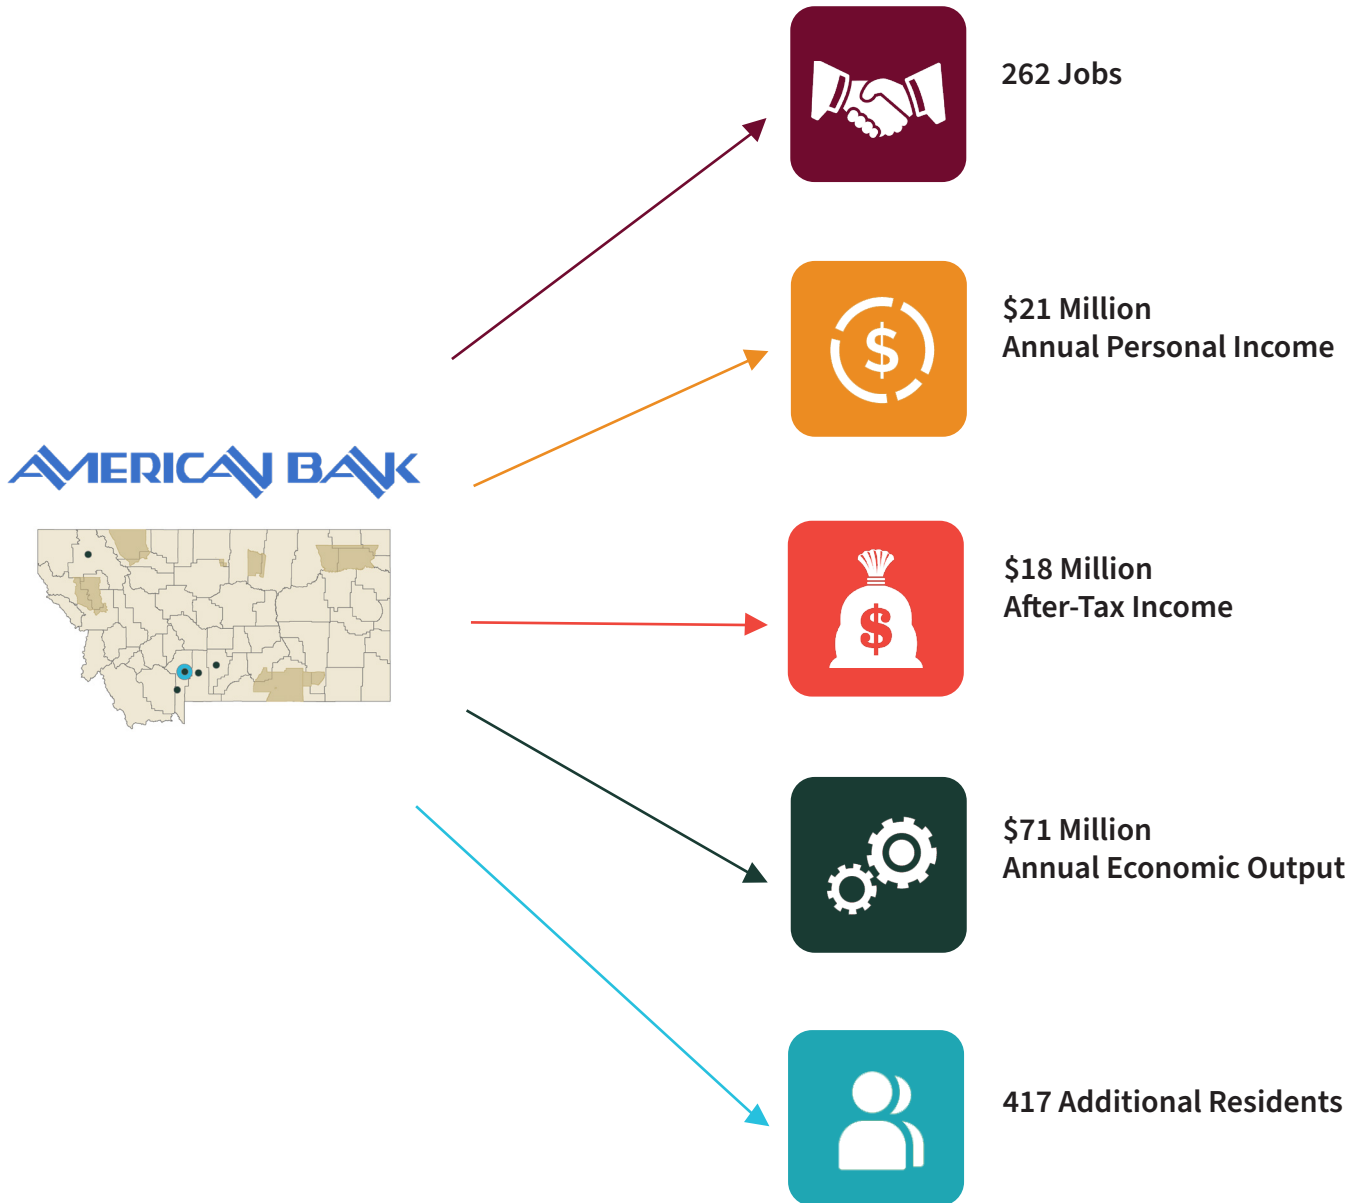 262 Jobs
$21 Million
Annual Personal Income
AMERICAN BANK
$18 Million
After-Tax Income
$71 Million
Annual Economic Output
417 Additional Residents
$
$